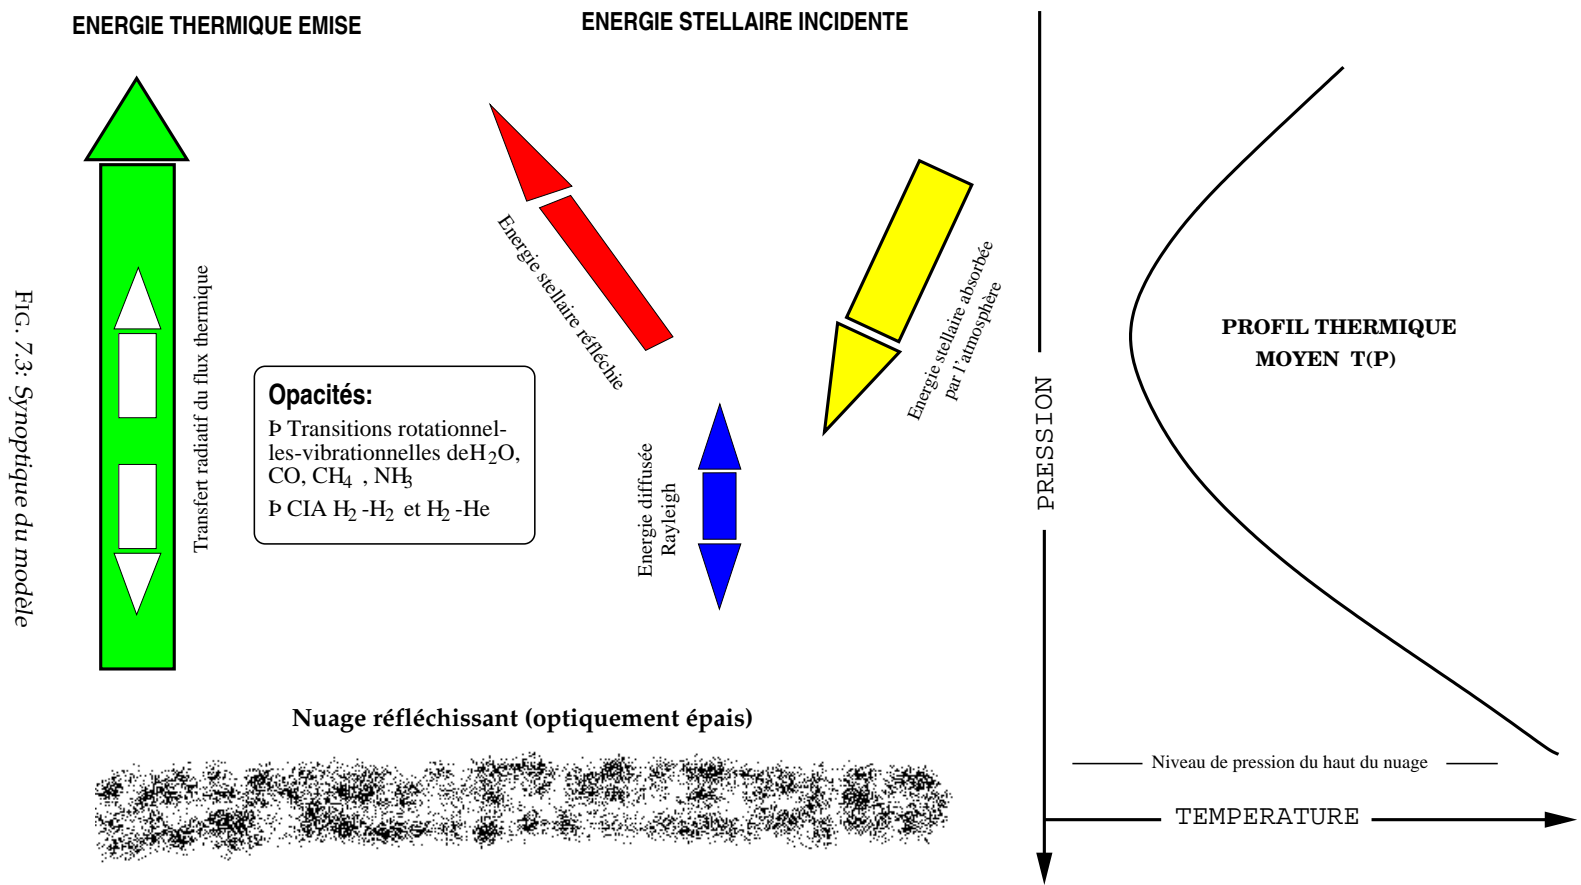 ENERGIE THERMIQUE EMISE
ENERGIE STELLAIRE INCIDENTE
Transfert radiatif du flux thermique
Opacités:
Þ Transitions rotationnel-
les-vibrationnelles deH2O,
CO, CH4 , NH3
Þ CIA H2 -H2 et H2 -He
Energie stellaire réfléchie
Energie diffusée
Rayleigh
Energie stellaire absorbée
par l'atmosphère
PRESSION
PROFIL THERMIQUE
MOYEN T(P)
Nuage réfléchissant (optiquement épais)
Niveau de pression du haut du nuage
TEMPERATURE
FIG. 7.3: Synoptique du modèle